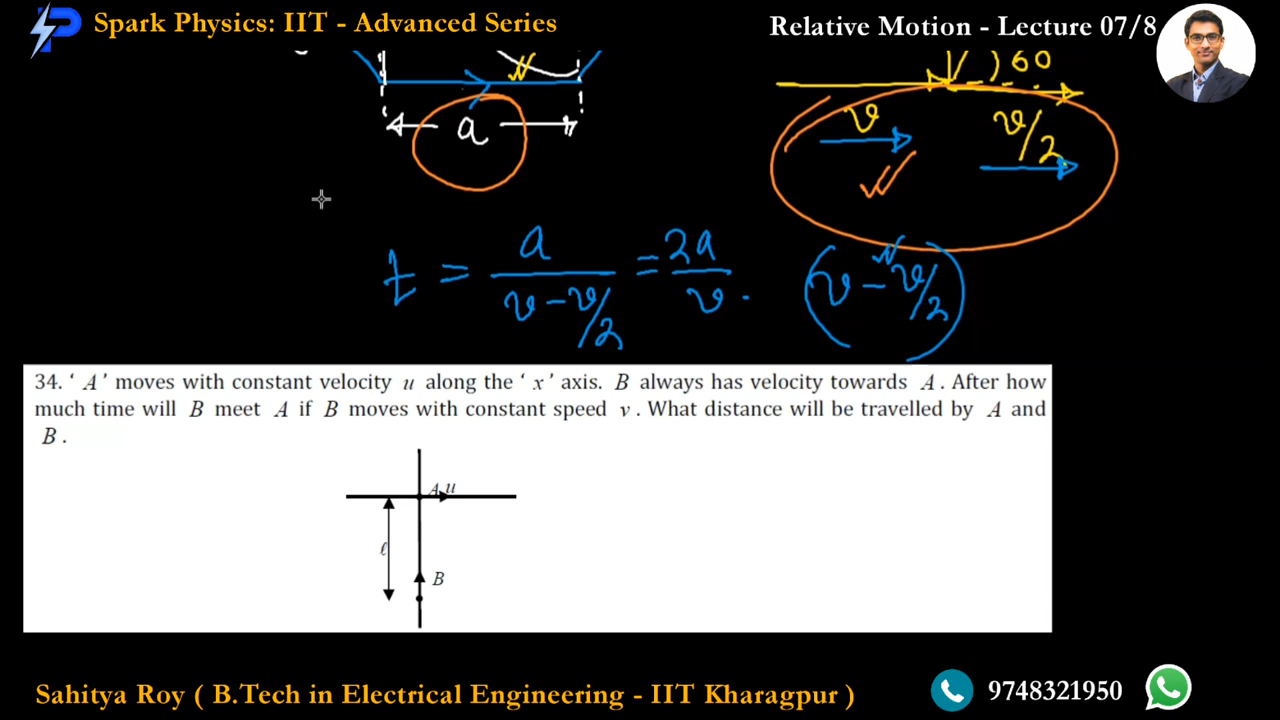 Spark Physics: IIT - Advanced Series
Relative Motion - Lecture 07/8
60
a
v
v/2
t = a / (v - v/2) = 2a / v.
(v - v/2)
34. ‘ A’ moves with constant velocity u along the ‘ x’ axis. B always has velocity towards A. After how
much time will B meet A if B moves with constant speed v. What distance will be travelled by A and
B.
A u
ℓ
B
Sahitya Roy ( B.Tech in Electrical Engineering - IIT Kharagpur )
9748321950